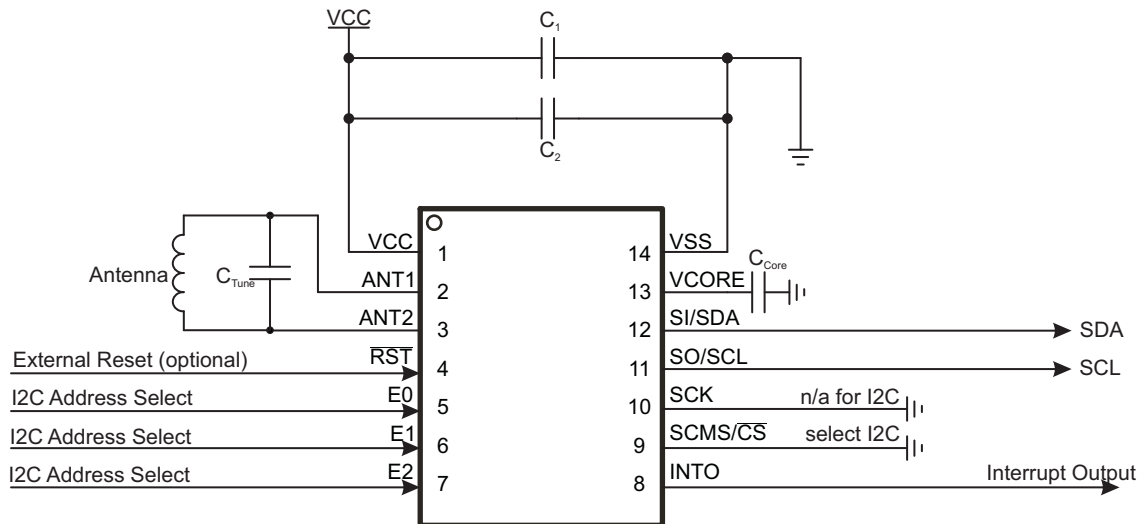 VCC
C1
C2
VCC 1 14 VSS
Antenna CTune ANT1 2 13 VCORE CCore
ANT2 3 12 SI/SDA SDA
External Reset (optional) RST 4 11 SO/SCL SCL
I2C Address Select E0 5 10 SCK n/a for I2C
I2C Address Select E1 6 9 SCMS/CS select I2C
I2C Address Select E2 7 8 INTO Interrupt Output